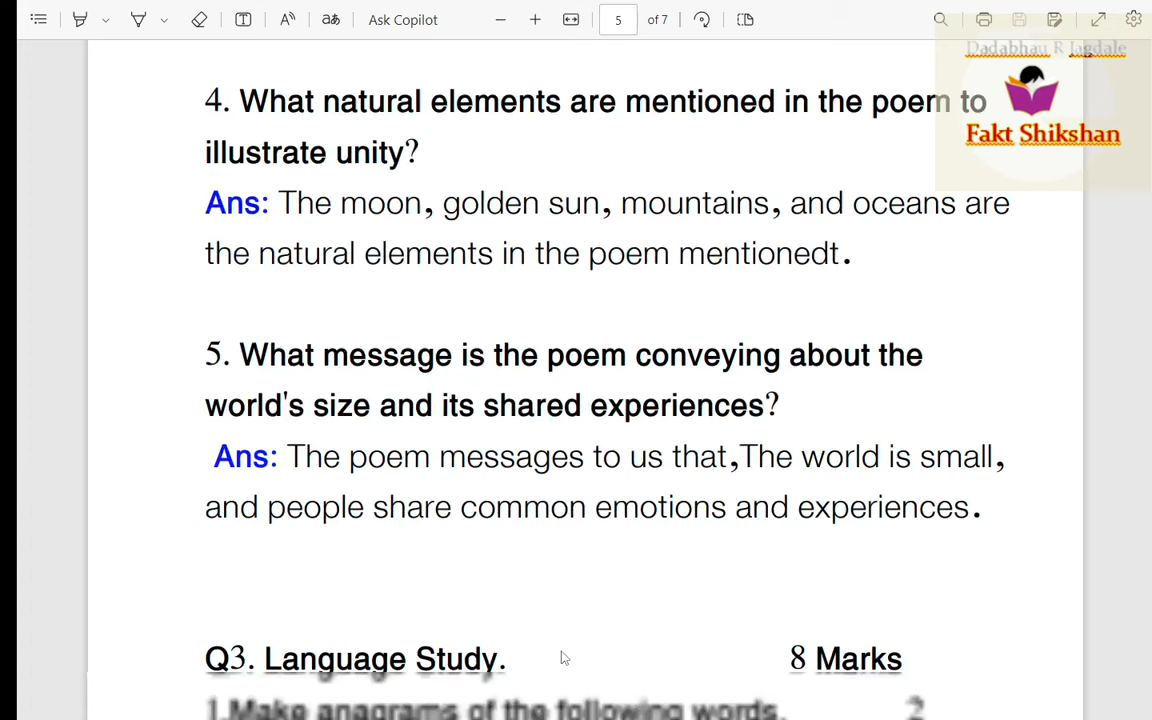 Ask Copilot
5 of 7
Dadabhau R Jagdale
Fakt Shikshan
4. What natural elements are mentioned in the poem to
illustrate unity?
Ans: The moon, golden sun, mountains, and oceans are
the natural elements in the poem mentionedt.
5. What message is the poem conveying about the
world's size and its shared experiences?
Ans: The poem messages to us that,The world is small,
and people share common emotions and experiences.
Q3. Language Study. 8 Marks
1.Make anagrams of the following words. 2